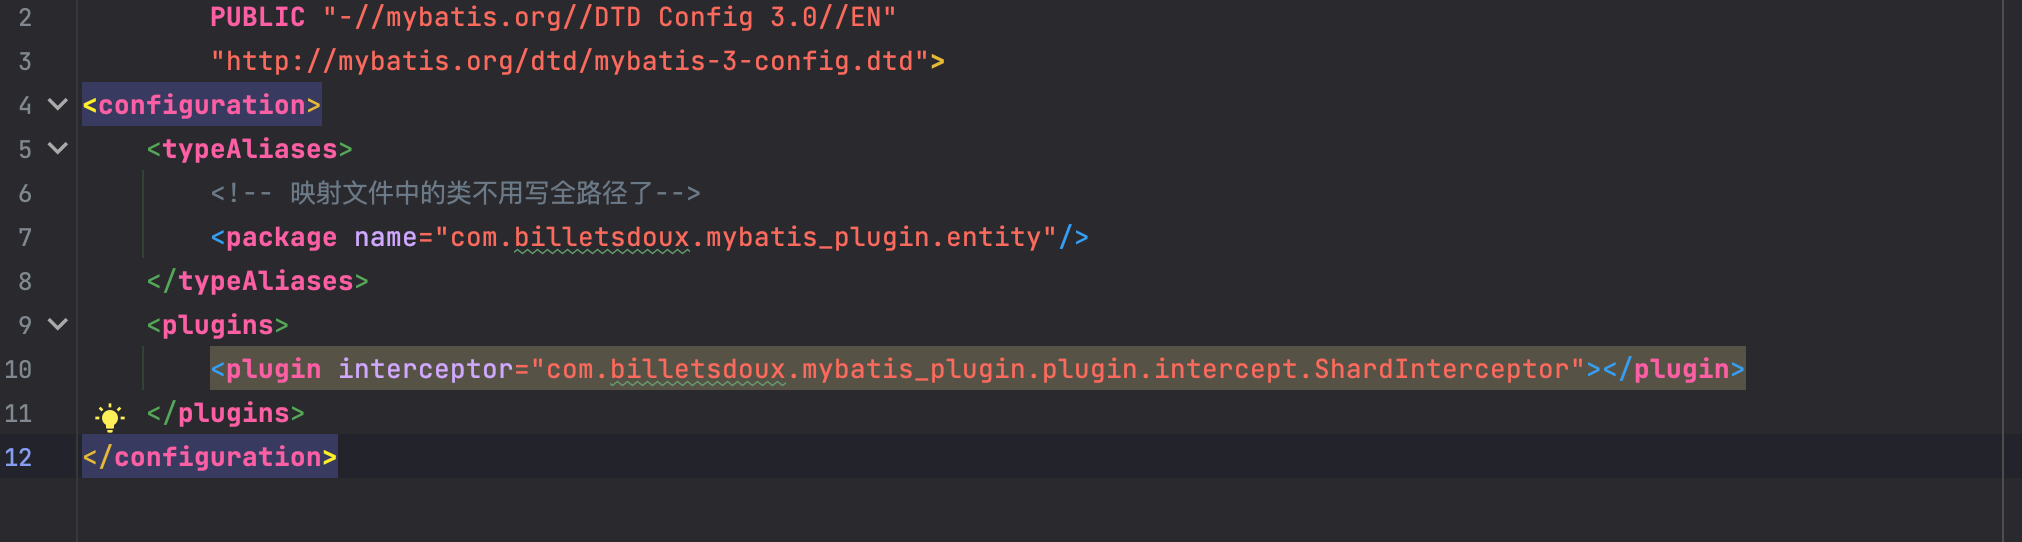 2 PUBLIC "-//mybatis.org//DTD Config 3.0//EN"
3 "http://mybatis.org/dtd/mybatis-3-config.dtd">
4 <configuration>
5 <typeAliases>
6 <!-- 映射文件中的类不用写全路径了-->
7 <package name="com.billetsdoux.mybatis_plugin.entity"/>
8 </typeAliases>
9 <plugins>
10 <plugin interceptor="com.billetsdoux.mybatis_plugin.plugin.intercept.ShardInterceptor"></plugin>
11 </plugins>
12 </configuration>